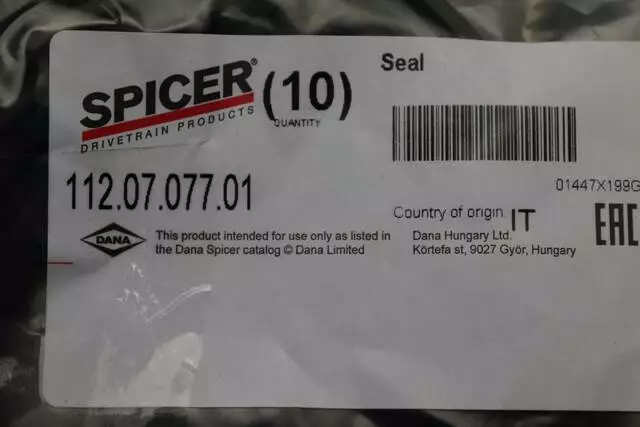 Seal
SPICER®
DRIVETRAIN PRODUCTS
(10)
QUANTITY
01447X199G
112.07.077.01
Country of origin IT
EAC
DANA
This product intended for use only as listed in
the Dana Spicer catalog © Dana Limited
Dana Hungary Ltd.
Körtefa st, 9027 Györ, Hungary